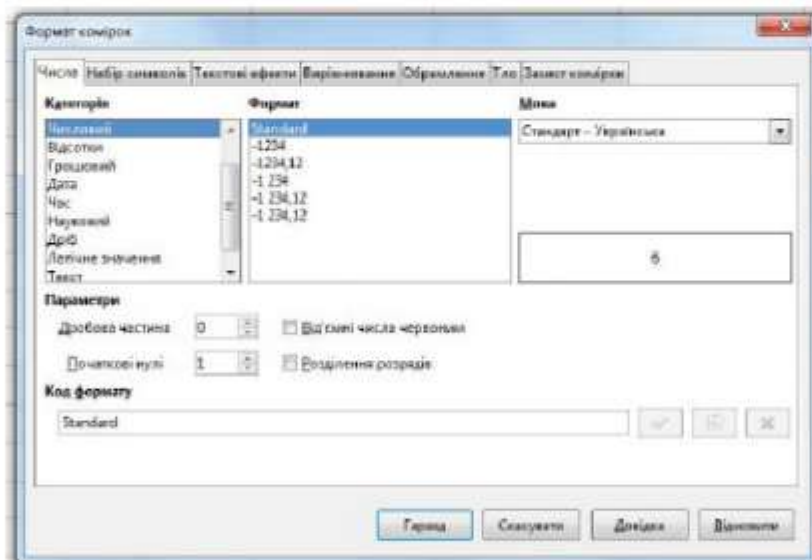 Формат комірок
Числа Набір символів Текстові ефекти Вирівнювання Обрамлення Тло Захист комірки
Категорія Формат Мова
Числовий Standard Стандарт - Українська
Відсотки -1234
Грошовий -1234,12
Дата -1 234
Час -1 234,12
Науковий -1 234,12
Дріб
Логічне значення 6
Текст
Параметри
Дробова частина 0 Від'ємні числа червоним
Початкові нулі 1 Розділення розрядів
Код формату
Standard
Гаразд Скасувати Довідка Відновити